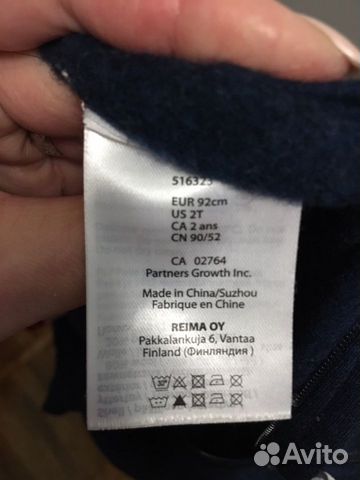 516323
EUR 92cm
US 2T
CA 2 ans
CN 90/52
CA 02764
Partners Growth Inc.
Made in China/Suzhou
Fabrique en Chine
REIMA OY
Pakkalankuja 6, Vantaa
Finland (Финляндия )
Avito